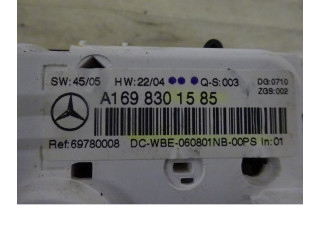 SW: 45/05 HW: 22/04 Q-S: 003 DG:0710
ZGS:002
A169 830 15 85
Ref:69780008 DC-WBE-060801NB-00PS In:01